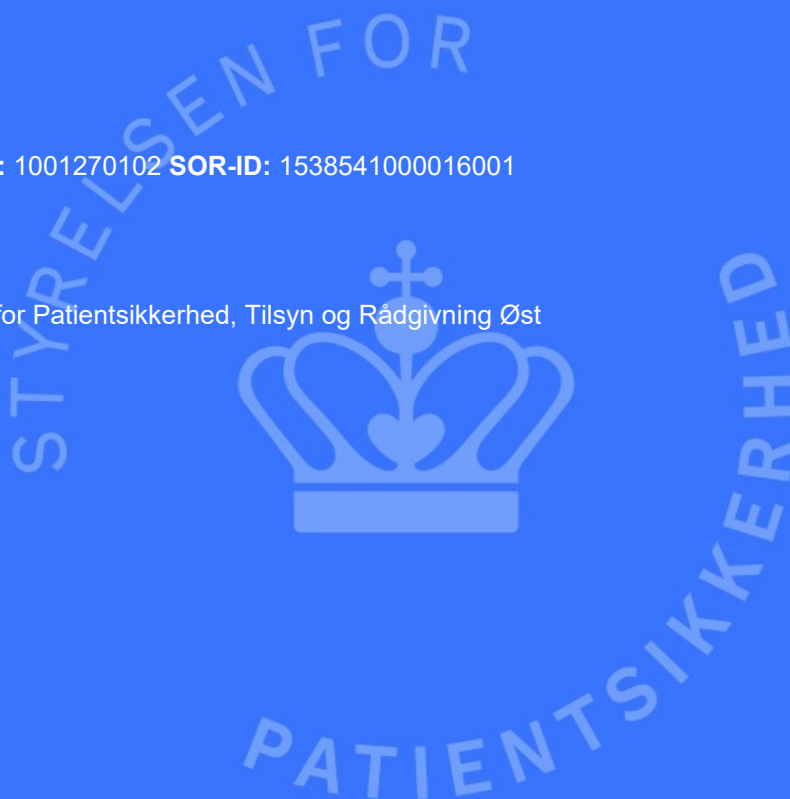 STYRELSEN FOR
: 1001270102 SOR-ID: 1538541000016001
for Patientsikkerhed, Tilsyn og Rådgivning Øst
PATIENTSIKKERHED